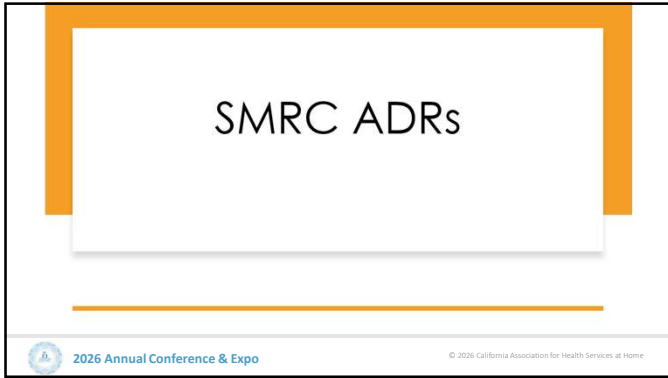 SMRC ADRs
2026 Annual Conference & Expo
© 2026 California Association for Health Services at Home